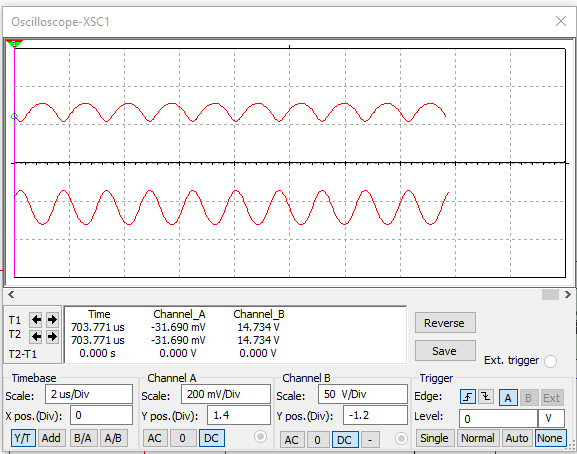 Oscilloscope-XSC1
T1
T2
T2-T1
Time Channel_A Channel_B
703.771 us -31.690 mV 14.734 V
703.771 us -31.690 mV 14.734 V
0.000 s 0.000 V 0.000 V
Reverse
Save
Ext. trigger
Timebase
Scale: 2 us/Div
X pos.(Div): 0
Y/T Add B/A A/B
Channel A
Scale: 200 mV/Div
Y pos.(Div): 1.4
AC 0 DC
Channel B
Scale: 50 V/Div
Y pos.(Div): -1.2
AC 0 DC -
Trigger
Edge: A B Ext
Level: 0 V
Single Normal Auto None